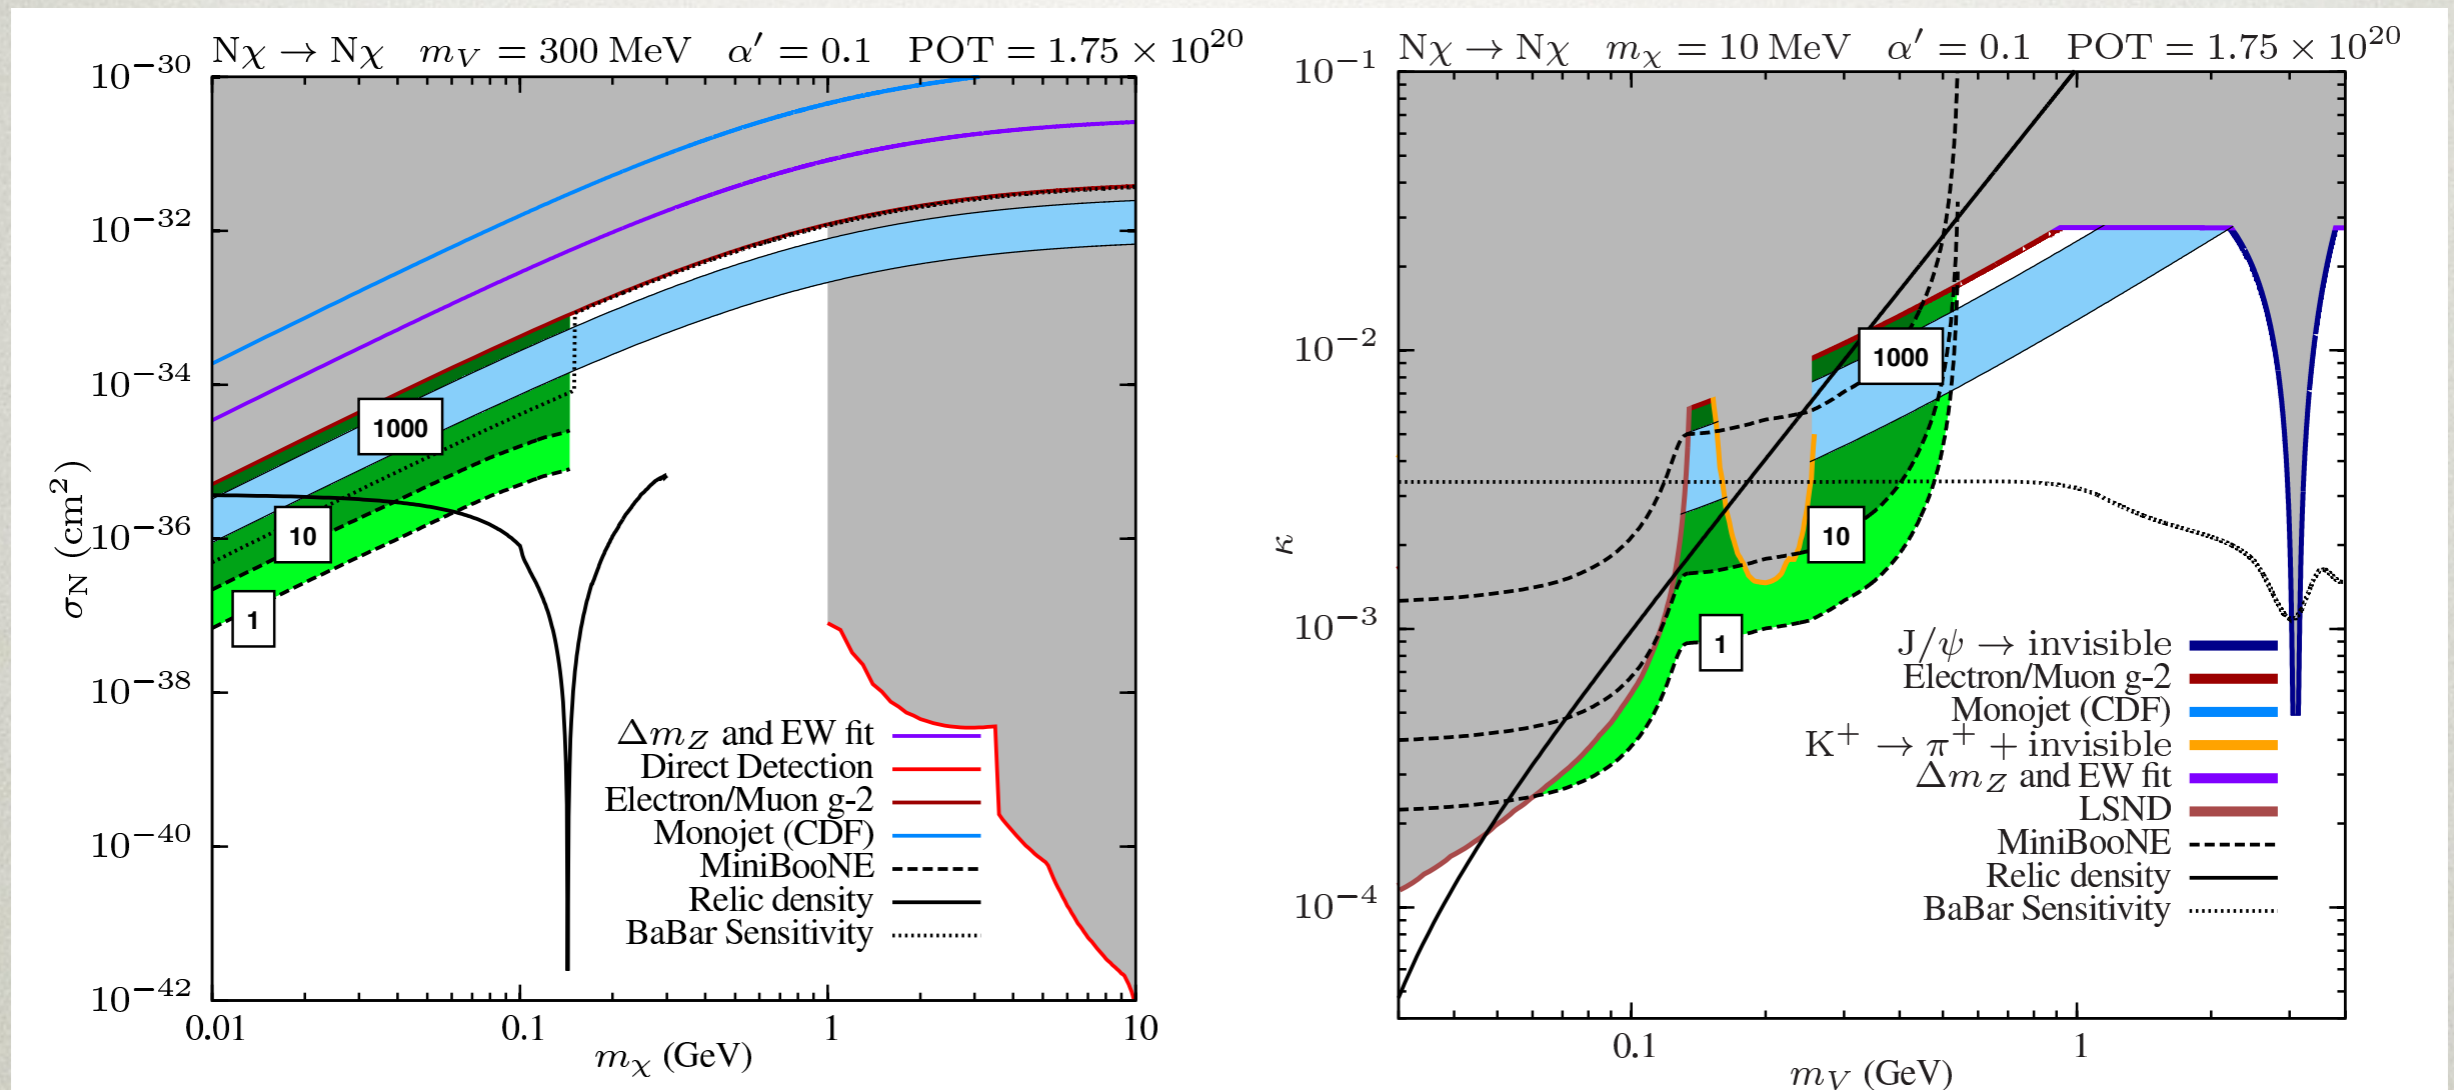 Nχ → Nχ   m_V = 300 MeV   α′ = 0.1   POT = 1.75 × 10^20
10^−30
10^−32
10^−34
10^−36
10^−38
10^−40
10^−42
σ_N (cm^2)
1000
10
1
Δm_Z and EW fit
Direct Detection
Electron/Muon g-2
Monojet (CDF)
MiniBooNE
Relic density
BaBar Sensitivity
0.01 0.1 1 10
m_χ (GeV)
Nχ → Nχ   m_χ = 10 MeV   α′ = 0.1   POT = 1.75 × 10^20
10^−1
10^−2
10^−3
10^−4
κ
1000
10
1
J/ψ → invisible
Electron/Muon g-2
Monojet (CDF)
K^+ → π^+ + invisible
Δm_Z and EW fit
LSND
MiniBooNE
Relic density
BaBar Sensitivity
0.1 1
m_V (GeV)